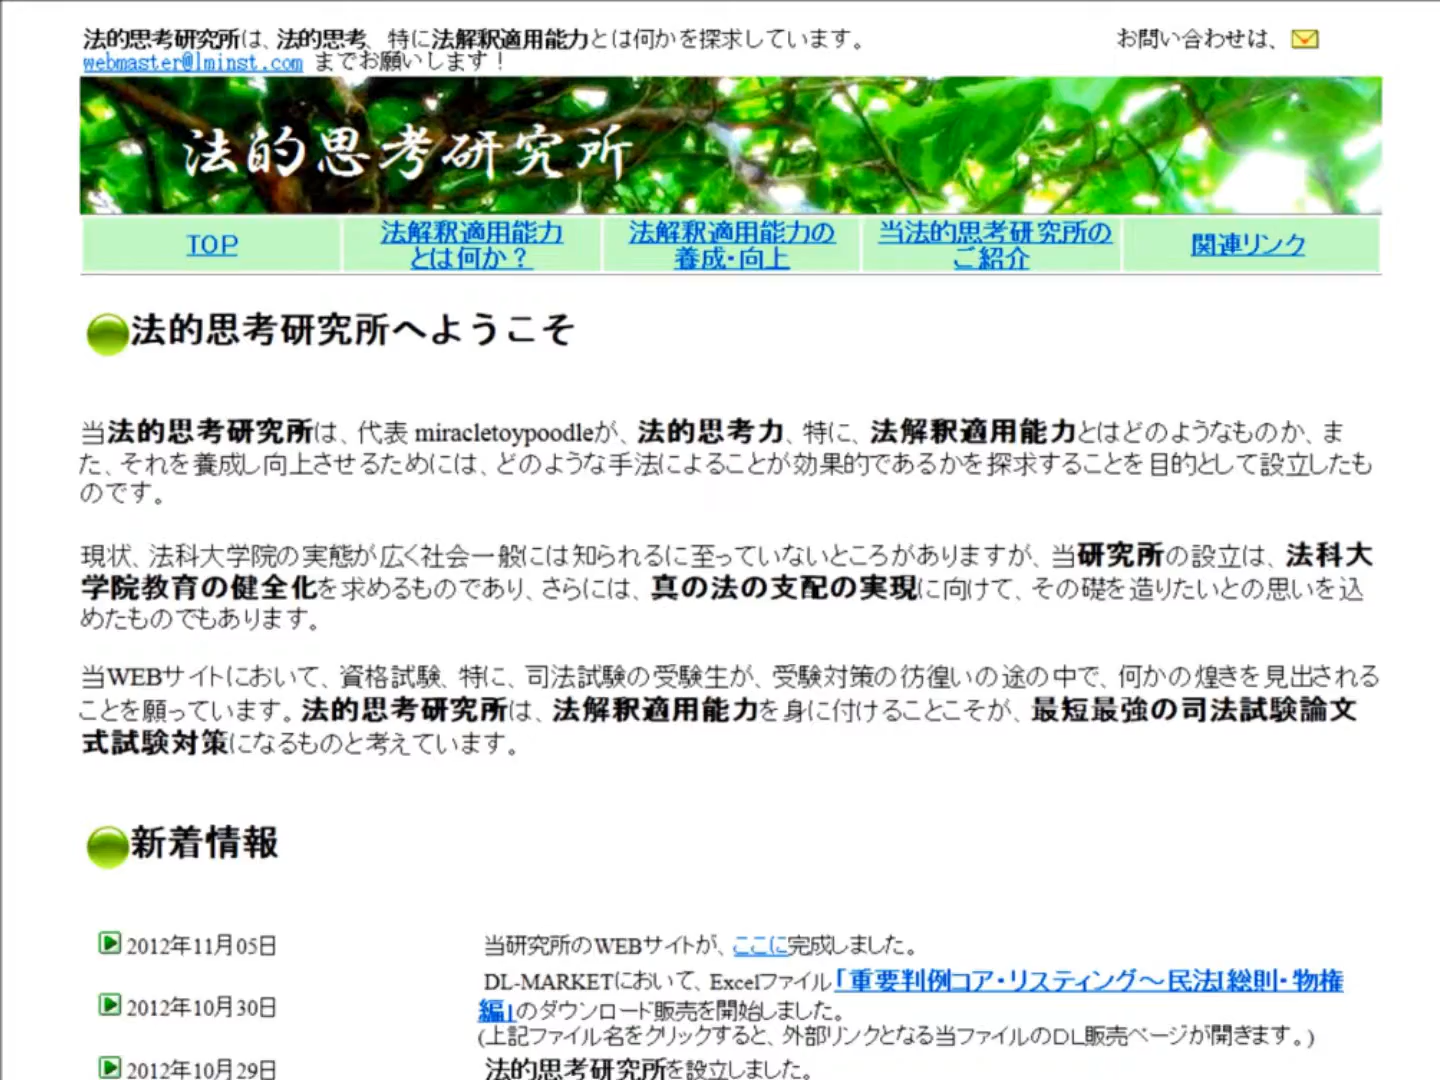 法的思考研究所は、法的思考、特に法解釈適用能力とは何かを探求しています。
お問い合わせは、
webmaster@lminst.com までお願いします！
法的思考研究所
TOP
法解釈適用能力
とは何か？
法解釈適用能力の
養成・向上
当法的思考研究所の
ご紹介
関連リンク
法的思考研究所へようこそ
当法的思考研究所は、代表 miracletoypoodleが、法的思考力、特に、法解釈適用能力とはどのようなものか、ま
た、それを養成し向上させるためには、どのような手法によることが効果的であるかを探求することを目的として設立したも
のです。
現状、法科大学院の実態が広く社会一般には知られるに至っていないところがありますが、当研究所の設立は、法科大
学院教育の健全化を求めるものであり、さらには、真の法の支配の実現に向けて、その礎を造りたいとの思いを込
めたものでもあります。
当WEBサイトにおいて、資格試験、特に、司法試験の受験生が、受験対策の彷徨いの途の中で、何かの煌きを見出される
ことを願っています。法的思考研究所は、法解釈適用能力を身に付けることこそが、最短最強の司法試験論文
式試験対策になるものと考えています。
新着情報
2012年11月05日
当研究所のWEBサイトが、ここに完成しました。
2012年10月30日
DL-MARKETにおいて、Excelファイル「重要判例コア・リスティング～民法Ⅰ総則・物権
編」のダウンロード販売を開始しました。
(上記ファイル名をクリックすると、外部リンクとなる当ファイルのDL販売ページが開きます。)
2012年10月29日
法的思考研究所を設立しました。